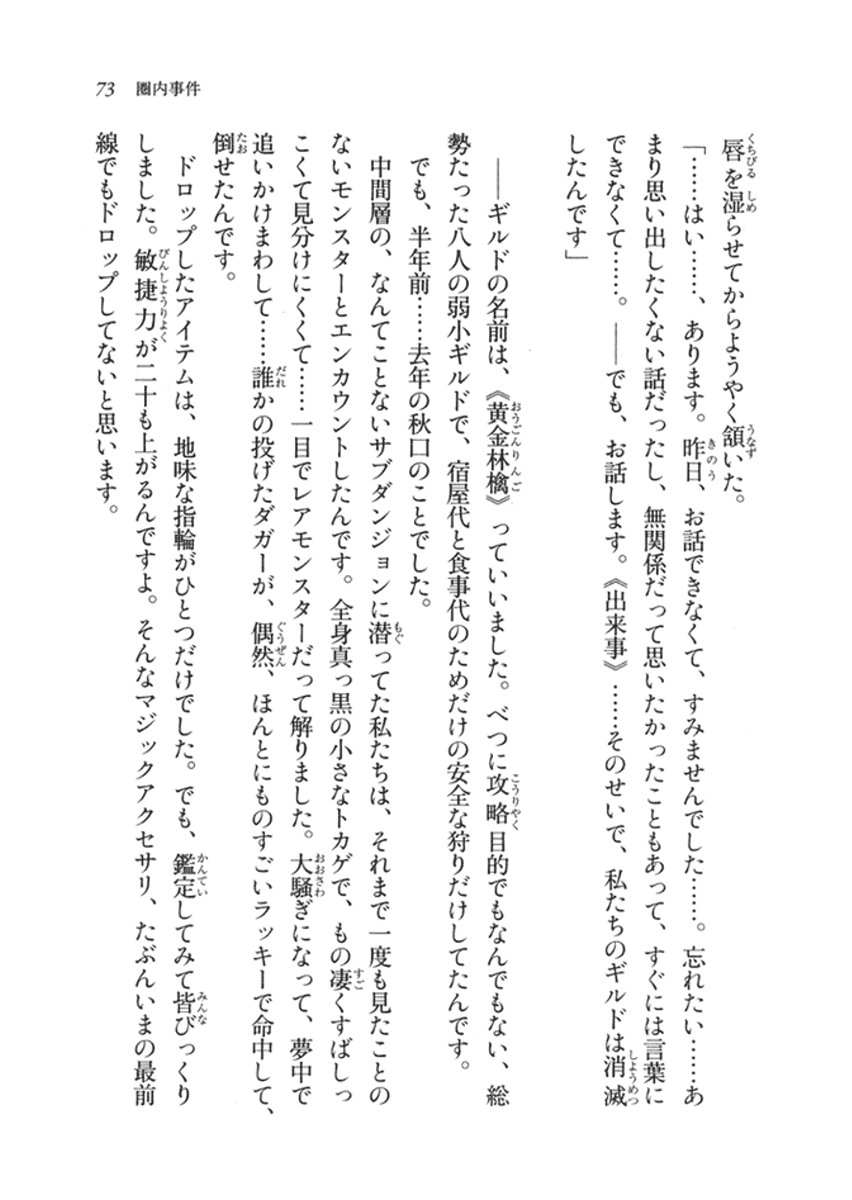 73 圏内事件
唇を湿らせてからようやく頷いた。
「……はい……、あります。昨日、お話できなくて、すみませんでした……。忘れたい……あ
まり思い出したくない話だったし、無関係だって思いたかったこともあって、すぐには言葉に
できなくて……。――でも、お話します。《出来事》……そのせいで、私たちのギルドは消滅
したんです」
――ギルドの名前は、《黄金林檎》っていいました。べつに攻略目的でもなんでもない、総
勢たった八人の弱小ギルドで、宿屋代と食事代のためだけの安全な狩りだけしてたんです。
でも、半年前……去年の秋口のことでした。
中間層の、なんてことないサブダンジョンに潜ってた私たちは、それまで一度も見たことの
ないモンスターとエンカウントしたんです。全身真っ黒の小さなトカゲで、もの凄くすばしっ
こくて見分けにくくて……一目でレアモンスターだって解りました。大騒ぎになって、夢中で
追いかけまわして……誰かの投げたダガーが、偶然、ほんとにものすごいラッキーで命中して、
倒せたんです。
ドロップしたアイテムは、地味な指輪がひとつだけでした。でも、鑑定してみて皆びっくり
しました。敏捷力が二十も上がるんですよ。そんなマジックアクセサリ、たぶんいまの最前
線でもドロップしてないと思います。